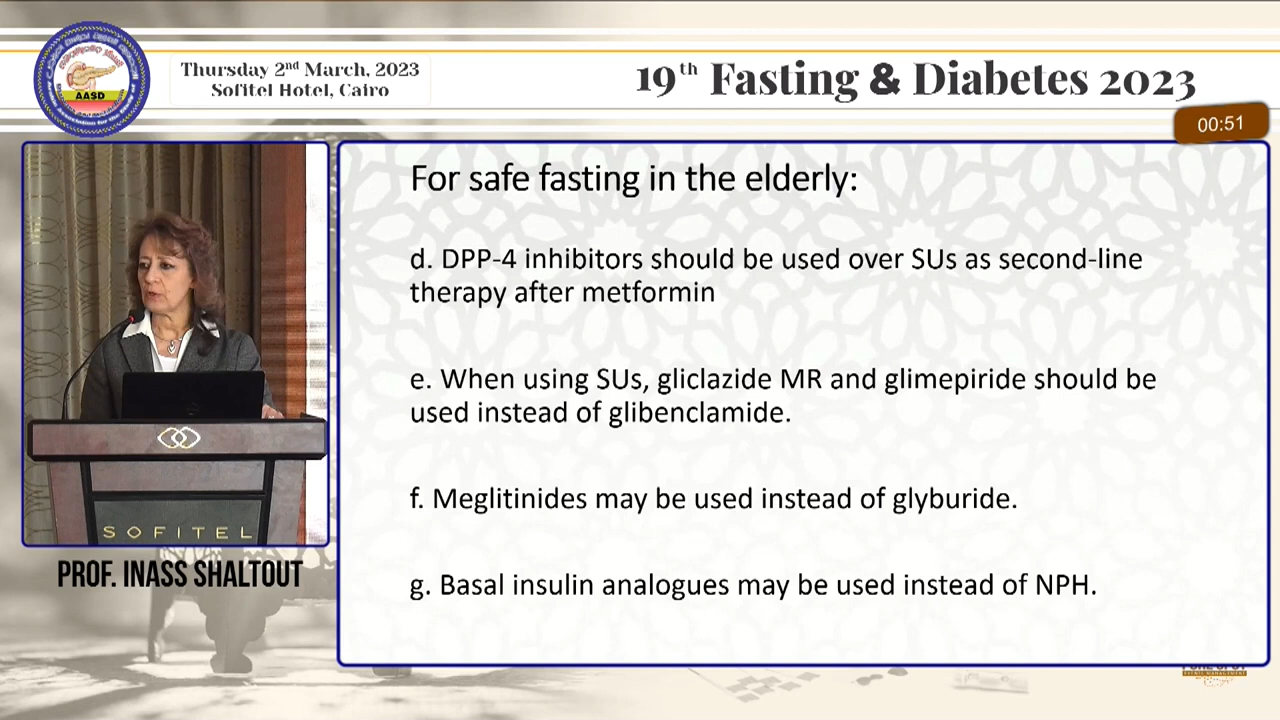 Thursday 2nd March, 2023
Sofitel Hotel, Cairo
19th Fasting & Diabetes 2023
AASD
00:51
For safe fasting in the elderly:
d. DPP-4 inhibitors should be used over SUs as second-line
therapy after metformin
e. When using SUs, gliclazide MR and glimepiride should be
used instead of glibenclamide.
f. Meglitinides may be used instead of glyburide.
g. Basal insulin analogues may be used instead of NPH.
SOFITEL
PROF. INASS SHALTOUT